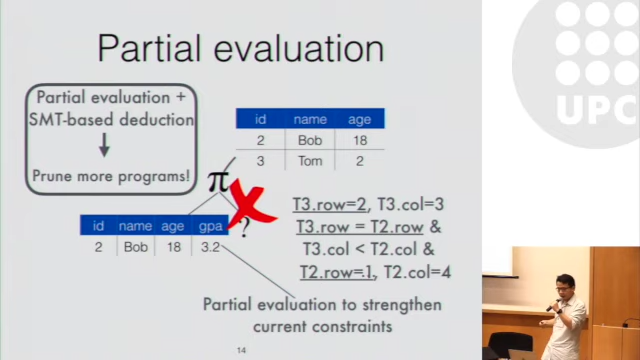 Partial evaluation
Partial evaluation +
SMT-based deduction
Prune more programs!
id name age
2 Bob 18
3 Tom 2
π
?
id name age gpa
2 Bob 18 3.2
T3.row=2, T3.col=3
T3.row = T2.row &
T3.col < T2.col &
T2.row=1, T2.col=4
Partial evaluation to strengthen
current constraints
14
UPC